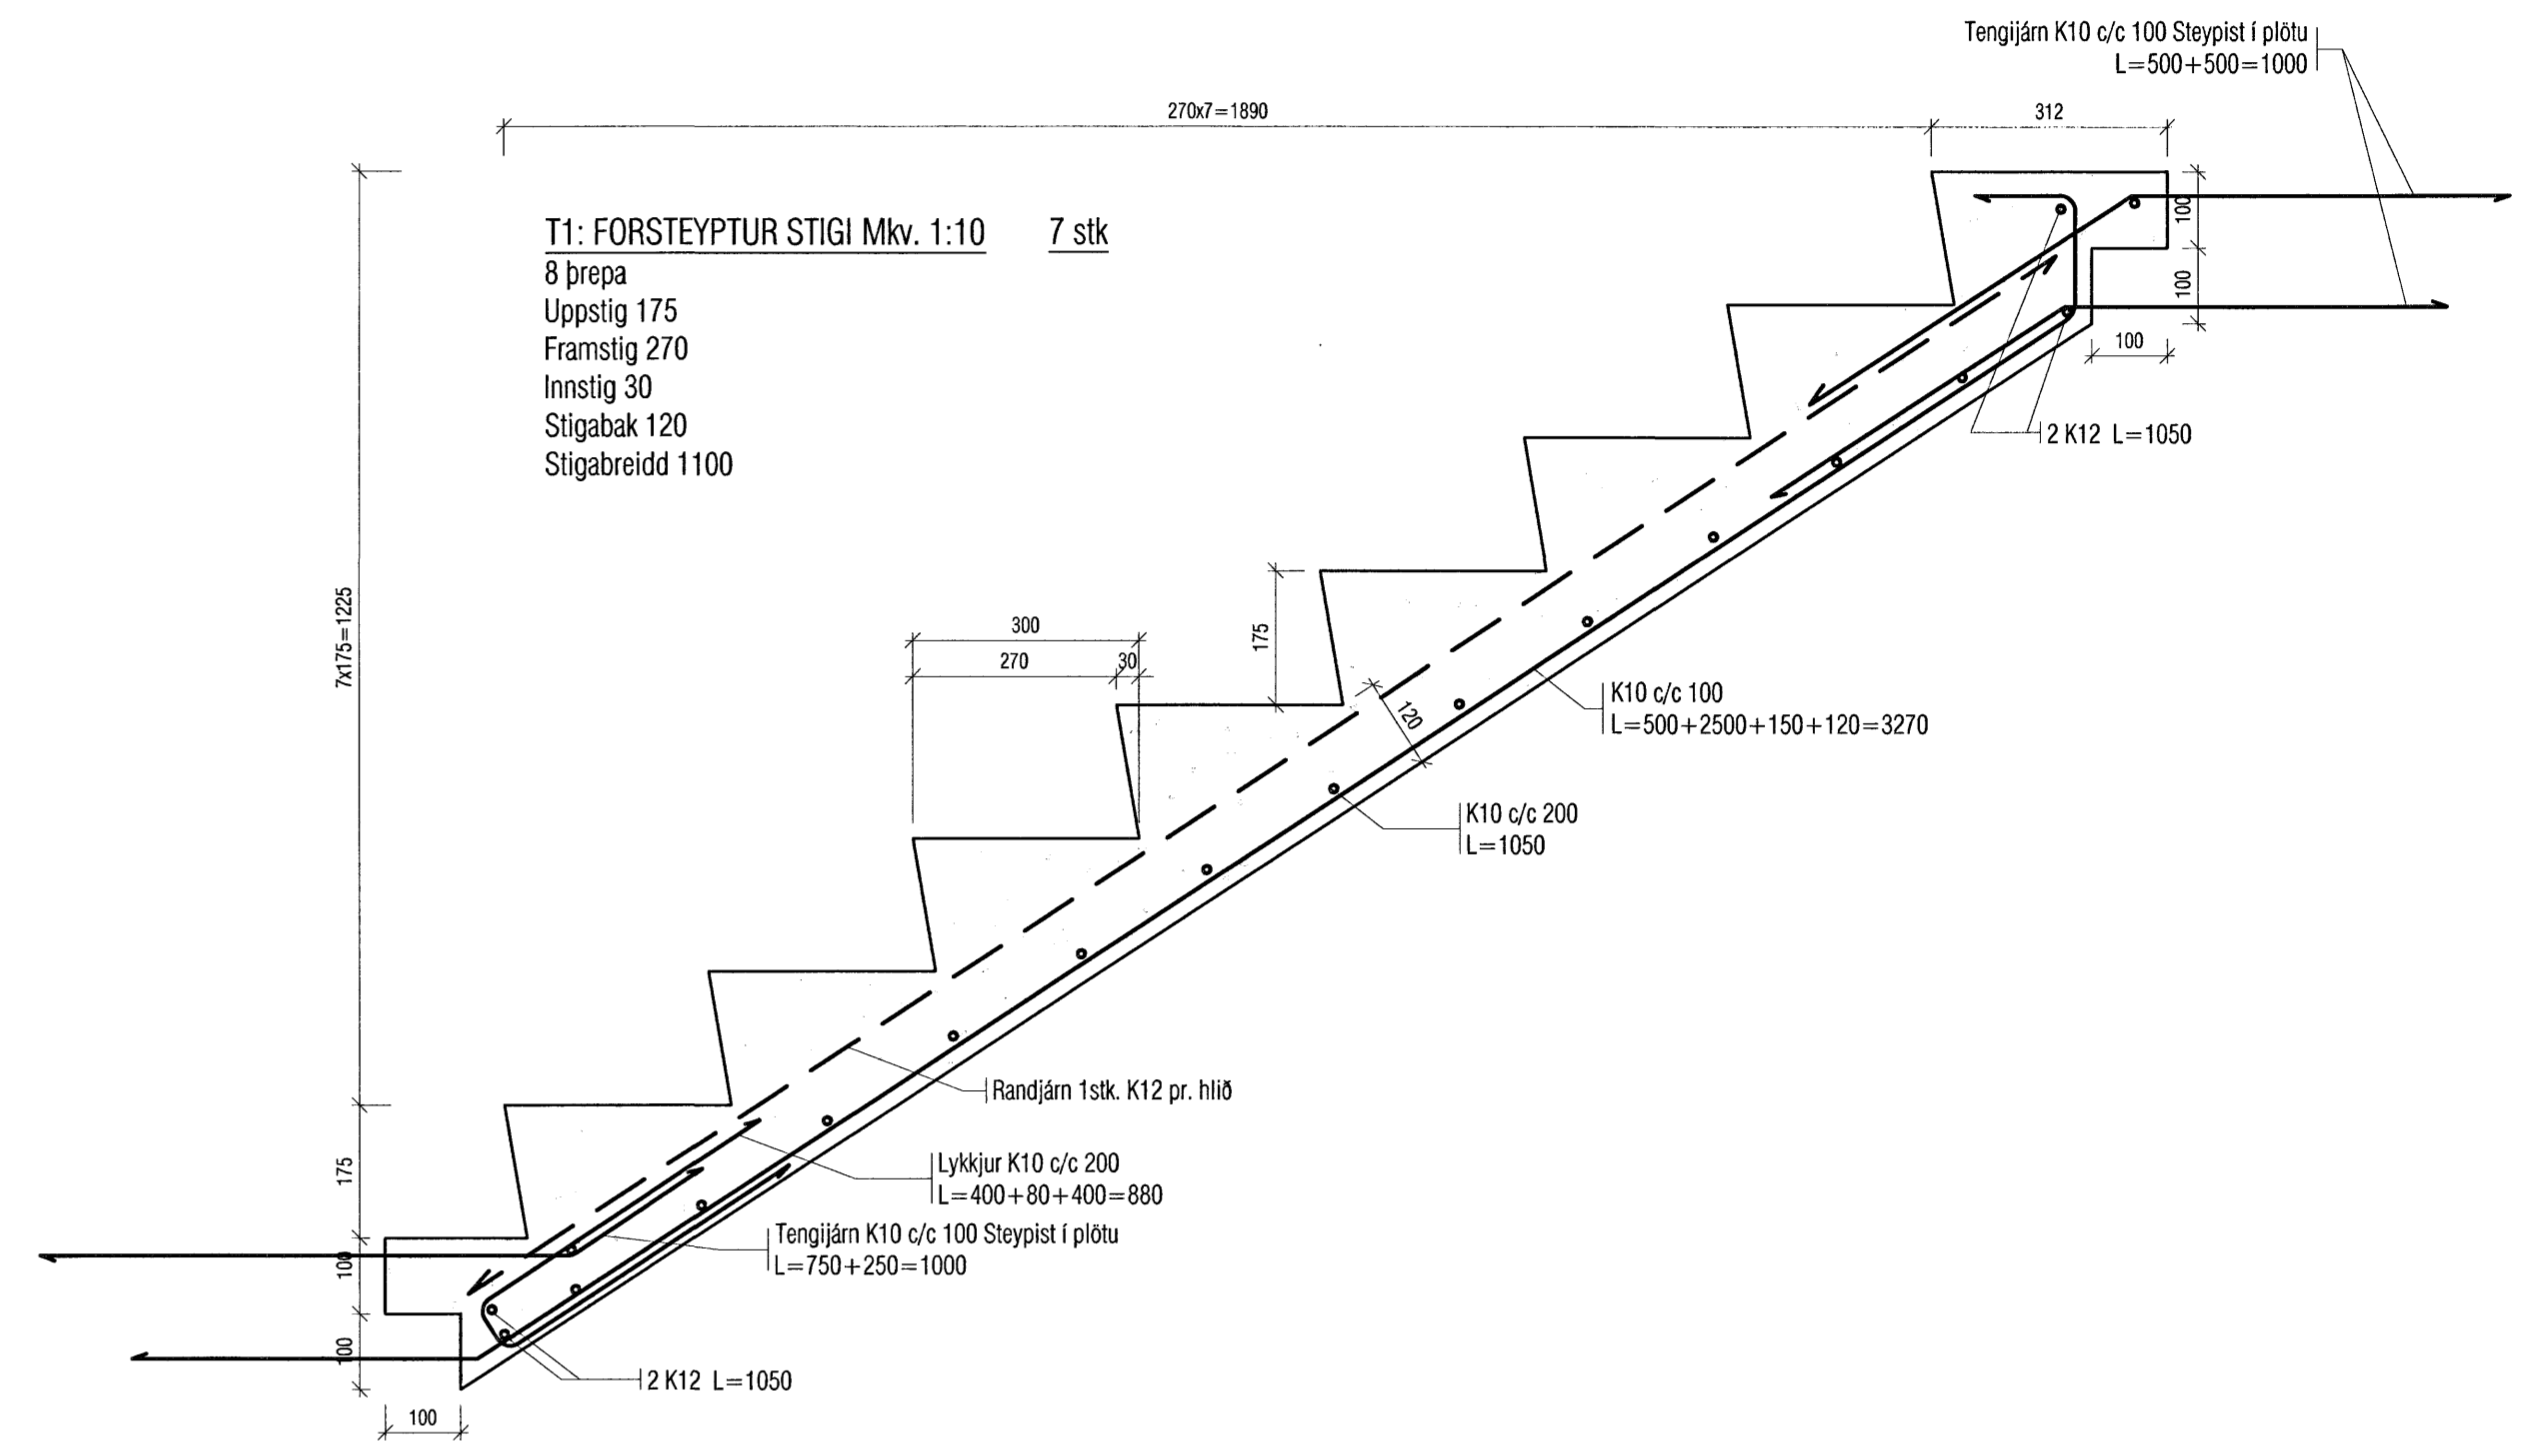 Tengijárn K10 c/c 100 Steypist í plötu
L=500+500=1000
270x7=1890
312
T1: FORSTEYPTUR STIGI Mkv. 1:10 7 stk
8 þrepa
Uppstig 175
Framstig 270
Innstig 30
Stigabak 120
Stigabreidd 1100
100
100
100
2 K12 L=1050
7x175=1225
300
270
30
175
120
K10 c/c 100
L=500+2500+150+120=3270
K10 c/c 200
L=1050
Randjárn 1stk. K12 pr. hlið
Lykkjur K10 c/c 200
L=400+80+400=880
175
Tengijárn K10 c/c 100 Steypist í plötu
L=750+250=1000
100
100
2 K12 L=1050
100